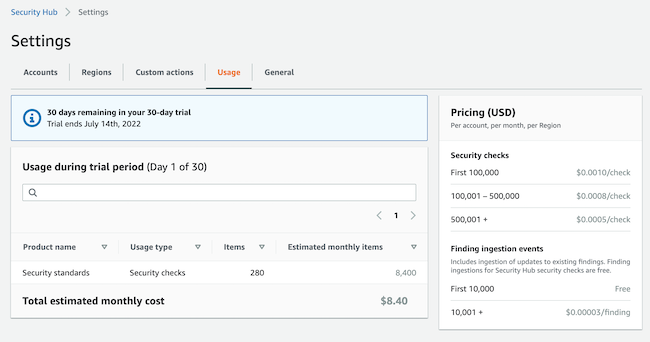 Security Hub > Settings
Settings
Accounts
Regions
Custom actions
Usage
General
30 days remaining in your 30-day trial
Trial ends July 14th, 2022
Usage during trial period (Day 1 of 30)
< 1 >
Product name Usage type Items Estimated monthly items
Security standards Security checks 280 8,400
Total estimated monthly cost $8.40
Pricing (USD)
Per account, per month, per Region
Security checks
First 100,000 $0.0010/check
100,001 – 500,000 $0.0008/check
500,001 + $0.0005/check
Finding ingestion events
Includes ingestion of updates to existing findings. Finding
ingestions for Security Hub security checks are free.
First 10,000 Free
10,001 + $0.00003/finding